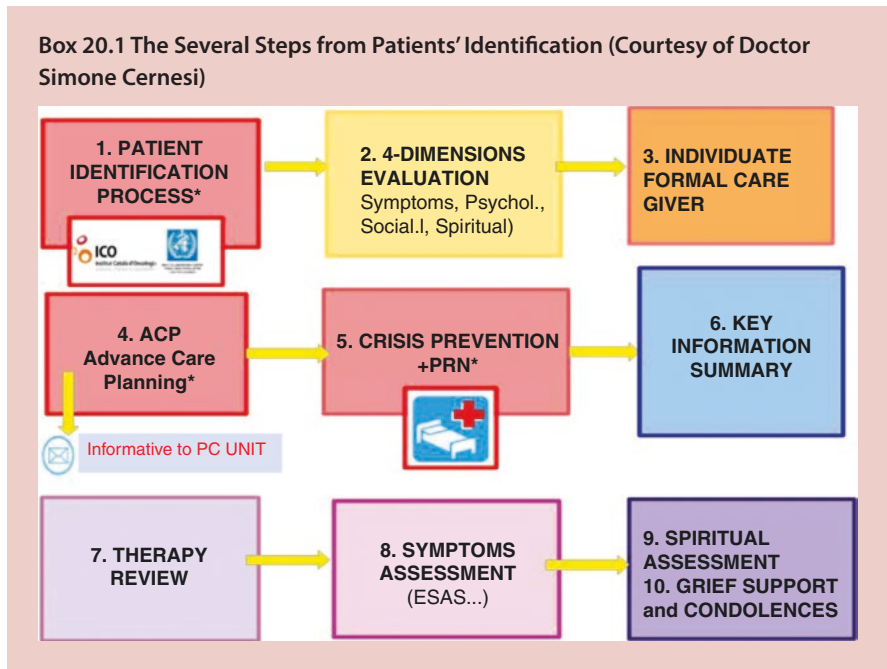 Box 20.1 The Several Steps from Patients’ Identification (Courtesy of Doctor
Simone Cernesi)
1. PATIENT
IDENTIFICATION
PROCESS*
ICO
2. 4-DIMENSIONS
EVALUATION
Symptoms, Psychol.,
Social.l, Spiritual)
3. INDIVIDUATE
FORMAL CARE
GIVER
4. ACP
Advance Care
Planning*
Informative to PC UNIT
5. CRISIS PREVENTION
+PRN*
6. KEY
INFORMATION
SUMMARY
7. THERAPY
REVIEW
8. SYMPTOMS
ASSESSMENT
(ESAS...)
9. SPIRITUAL
ASSESSMENT
10. GRIEF SUPPORT
and CONDOLENCES